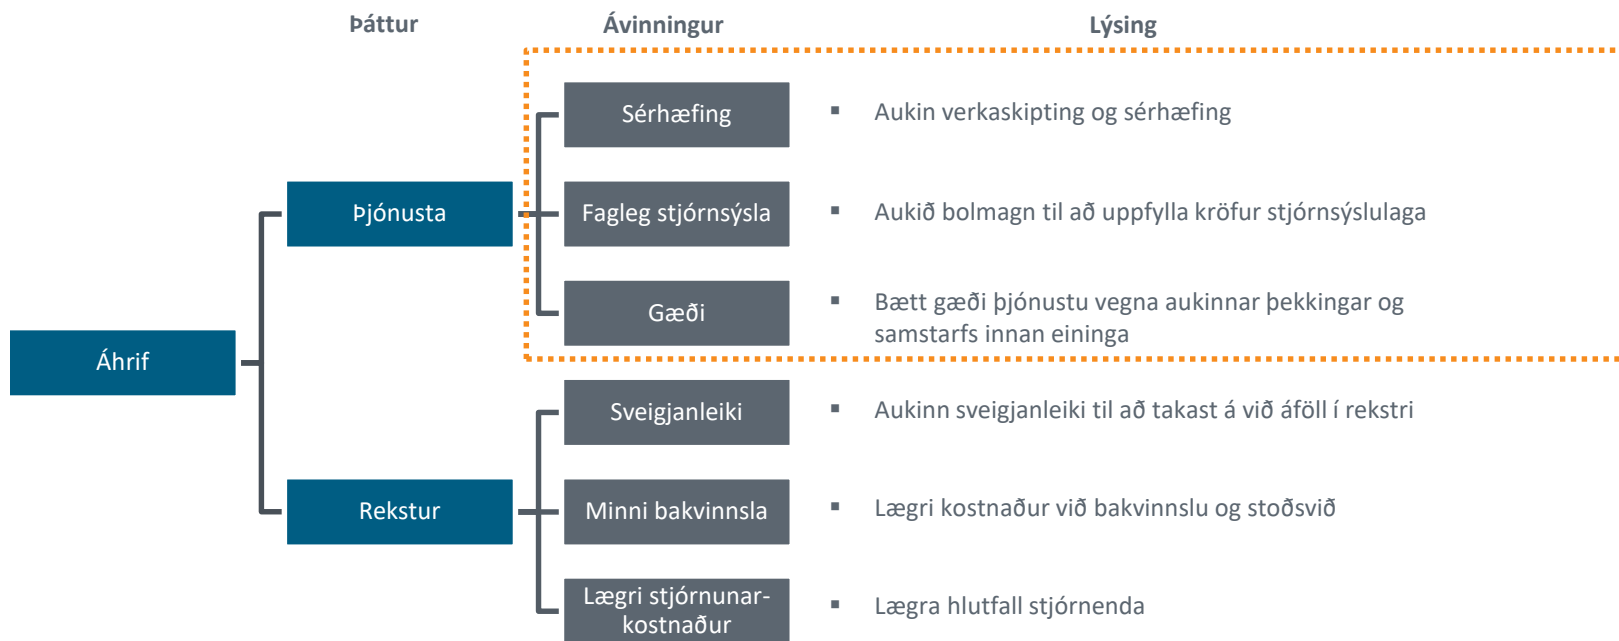 Þáttur
Ávinningur
Lýsing
Sérhæfing
▪ Aukin verkaskipting og sérhæfing
Þjónusta
Fagleg stjórnsýsla
▪ Aukið bolmagn til að uppfylla kröfur stjórnsýslulaga
Gæði
▪ Bætt gæði þjónustu vegna aukinnar þekkingar og
samstarfs innan eininga
Áhrif
Sveigjanleiki
▪ Aukinn sveigjanleiki til að takast á við áföll í rekstri
Rekstur
Minni bakvinnsla
▪ Lægri kostnaður við bakvinnslu og stoðsvið
Lægri stjórnunar-
kostnaður
▪ Lægra hlutfall stjórnenda